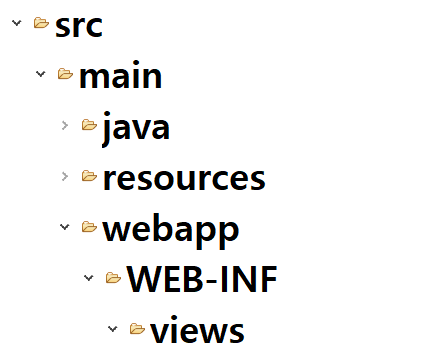 src
main
java
resources
webapp
WEB-INF
views